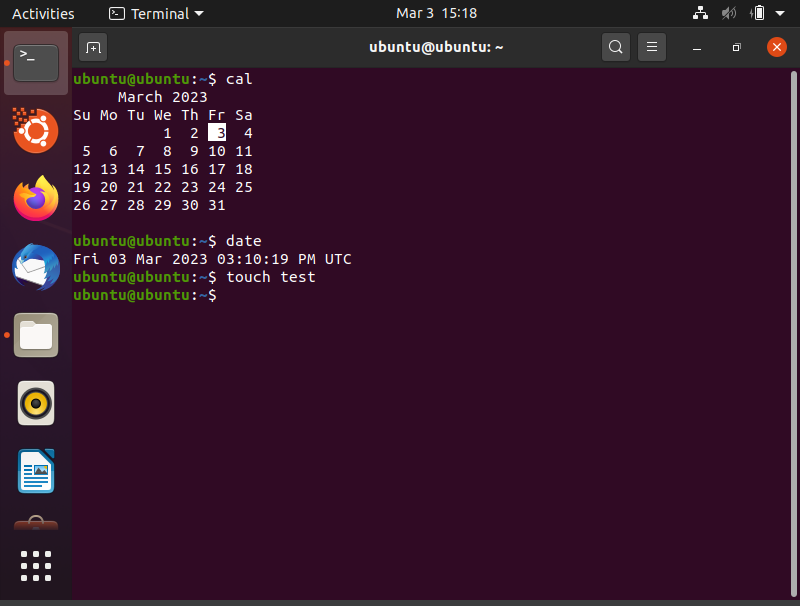 Activities Terminal Mar 3 15:18
ubuntu@ubuntu: ~
ubuntu@ubuntu:~$ cal
     March 2023
Su Mo Tu We Th Fr Sa
          1  2  3  4
 5  6  7  8  9 10 11
12 13 14 15 16 17 18
19 20 21 22 23 24 25
26 27 28 29 30 31
ubuntu@ubuntu:~$ date
Fri 03 Mar 2023 03:10:19 PM UTC
ubuntu@ubuntu:~$ touch test
ubuntu@ubuntu:~$